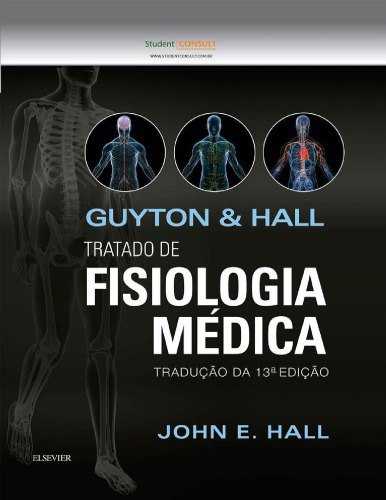 Student CONSULT
WWW.STUDENTCONSULT.COM.BR
GUYTON & HALL
TRATADO DE
FISIOLOGIA
MÉDICA
TRADUÇÃO DA 13ª EDIÇÃO
JOHN E. HALL
ELSEVIER